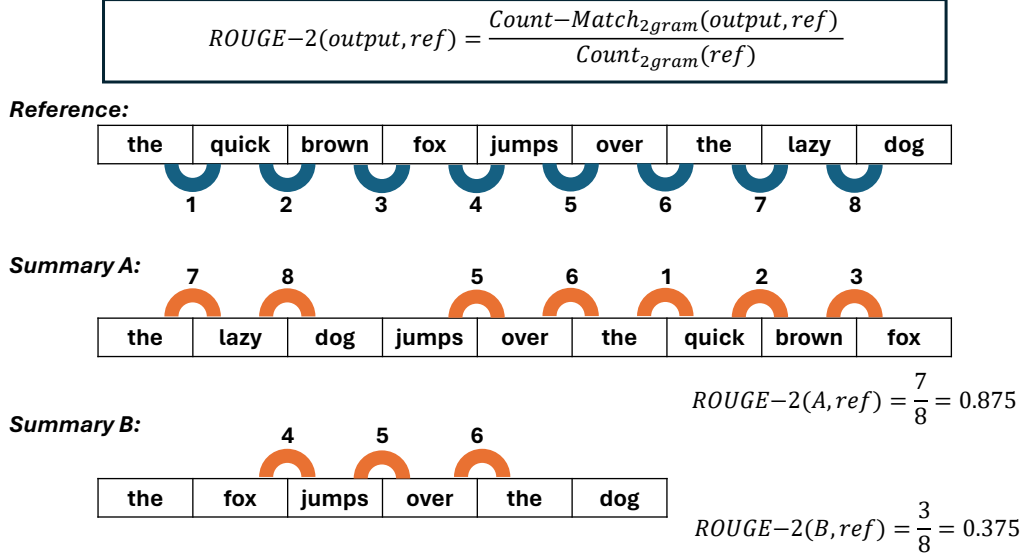 ROUGE−2(output, ref) = Count−Match2gram(output, ref) / Count2gram(ref)
Reference:
the quick brown fox jumps over the lazy dog
1 2 3 4 5 6 7 8
Summary A:
7 8 5 6 1 2 3
the lazy dog jumps over the quick brown fox
ROUGE−2(A, ref) = 7/8 = 0.875
Summary B:
4 5 6
the fox jumps over the dog
ROUGE−2(B, ref) = 3/8 = 0.375